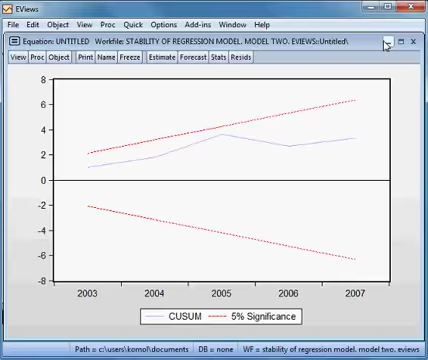 EViews
File Edit Object View Proc Quick Options Add-ins Window Help
Equation: UNTITLED Workfile: STABILITY OF REGRESSION MODEL. MODEL TWO. EVIEWS::Untitled\
View Proc Object Print Name Freeze Estimate Forecast Stats Resids
8
6
4
2
0
-2
-4
-6
-8
2003 2004 2005 2006 2007
CUSUM 5% Significance
Path = c:\users\komol\documents DB = none WF = stability of regression model. model two. eviews